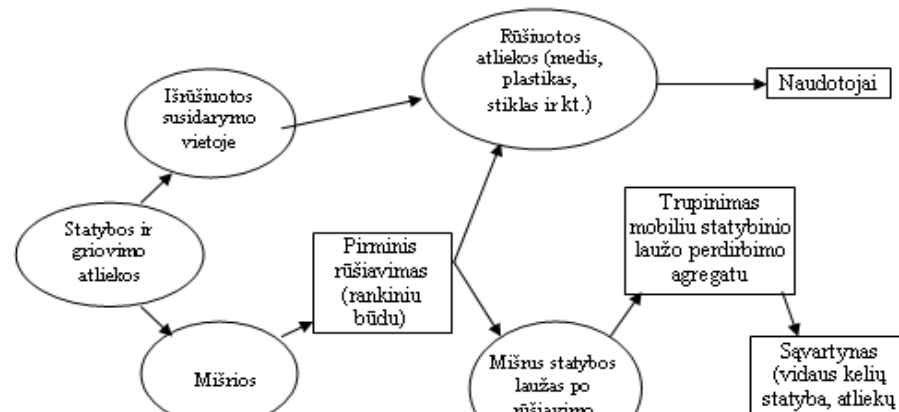 Rūšiuotos
atliekos (medis,
plastikas,
stiklas ir kt.)
Naudotojai
Išrūšiuotos
susidarymo
vietoje
Statybos ir
griovimo
atliekos
Pirminis
rūšiavimas
(rankiniu
būdu)
Trupinimas
mobiliu statybinio
laužo perdirbimo
agregatu
Mišrios
Mišrus statybos
laužas po
rūšiavimo
Sąvartynas
(vidaus kelių
statyba, atliekų